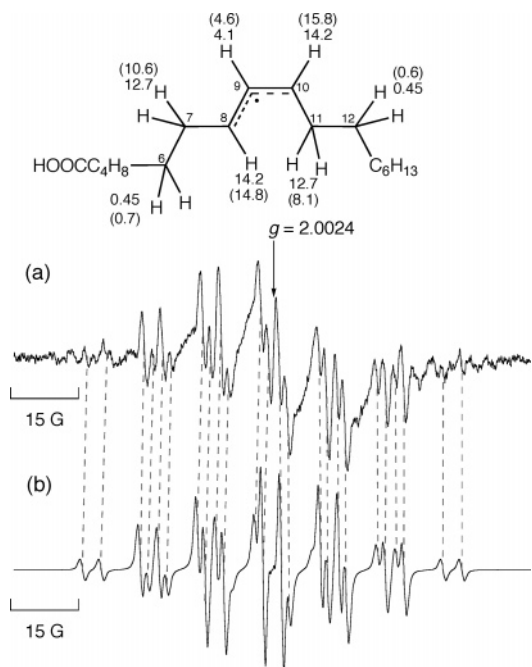 (4.6) (15.8)
4.1 14.2
H H
(10.6) (0.6)
12.7 9 10 H 0.45
H
H 7 8 11 12 H
HOOCC₄H₈ 6 H H H C₆H₁₃
H 14.2 12.7
0.45 H (14.8) (8.1)
(0.7)
g = 2.0024
(a)
15 G
(b)
15 G